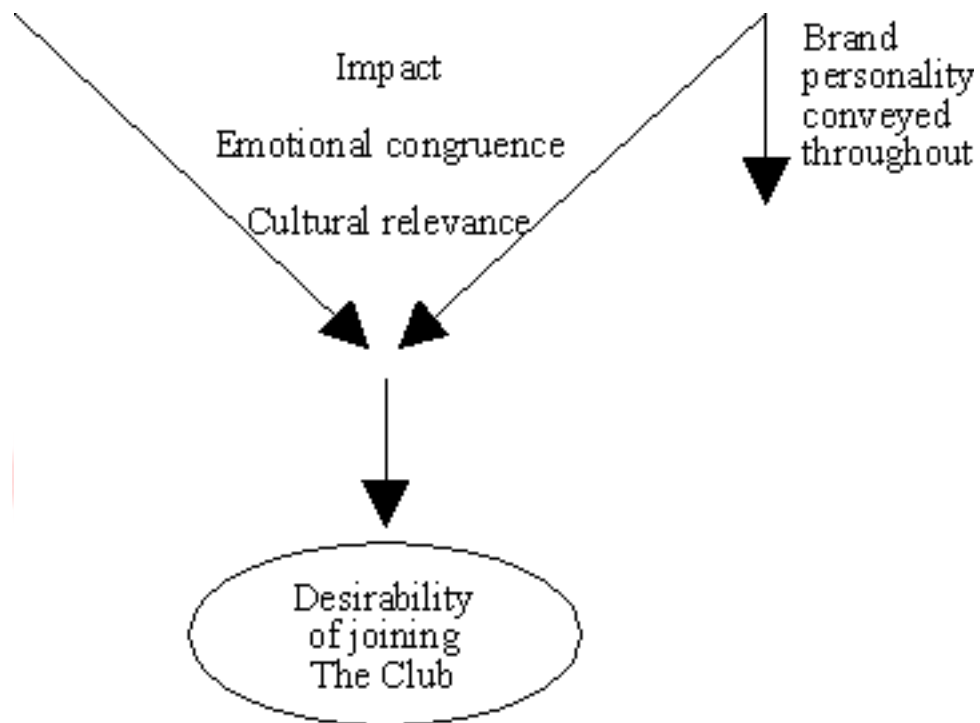 Impact
Emotional congruence
Cultural relevance
Brand
personality
conveyed
throughout
Desirability
of joining
The Club